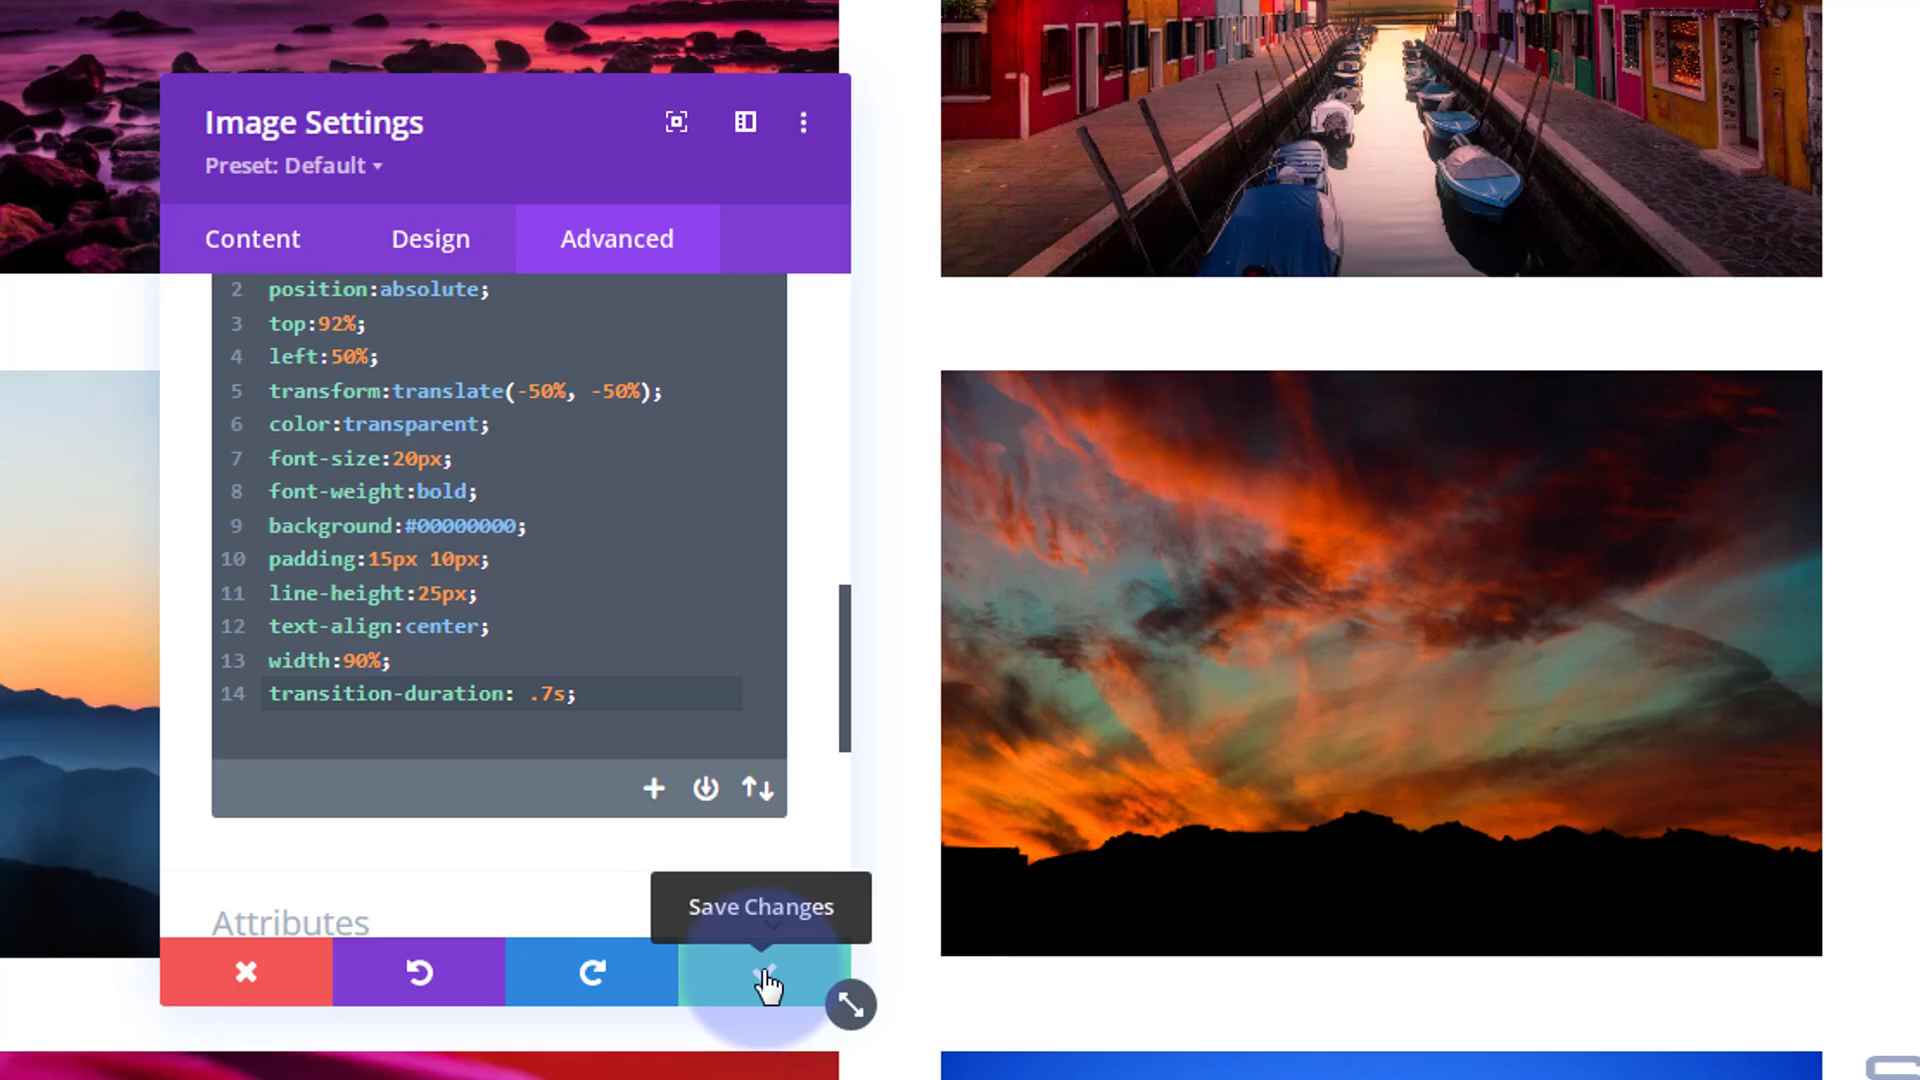 Image Settings
Preset: Default
Content Design Advanced
2 position:absolute;
3 top:92%;
4 left:50%;
5 transform:translate(-50%, -50%);
6 color:transparent;
7 font-size:20px;
8 font-weight:bold;
9 background:#00000000;
10 padding:15px 10px;
11 line-height:25px;
12 text-align:center;
13 width:90%;
14 transition-duration: .7s;
Save Changes
Attributes